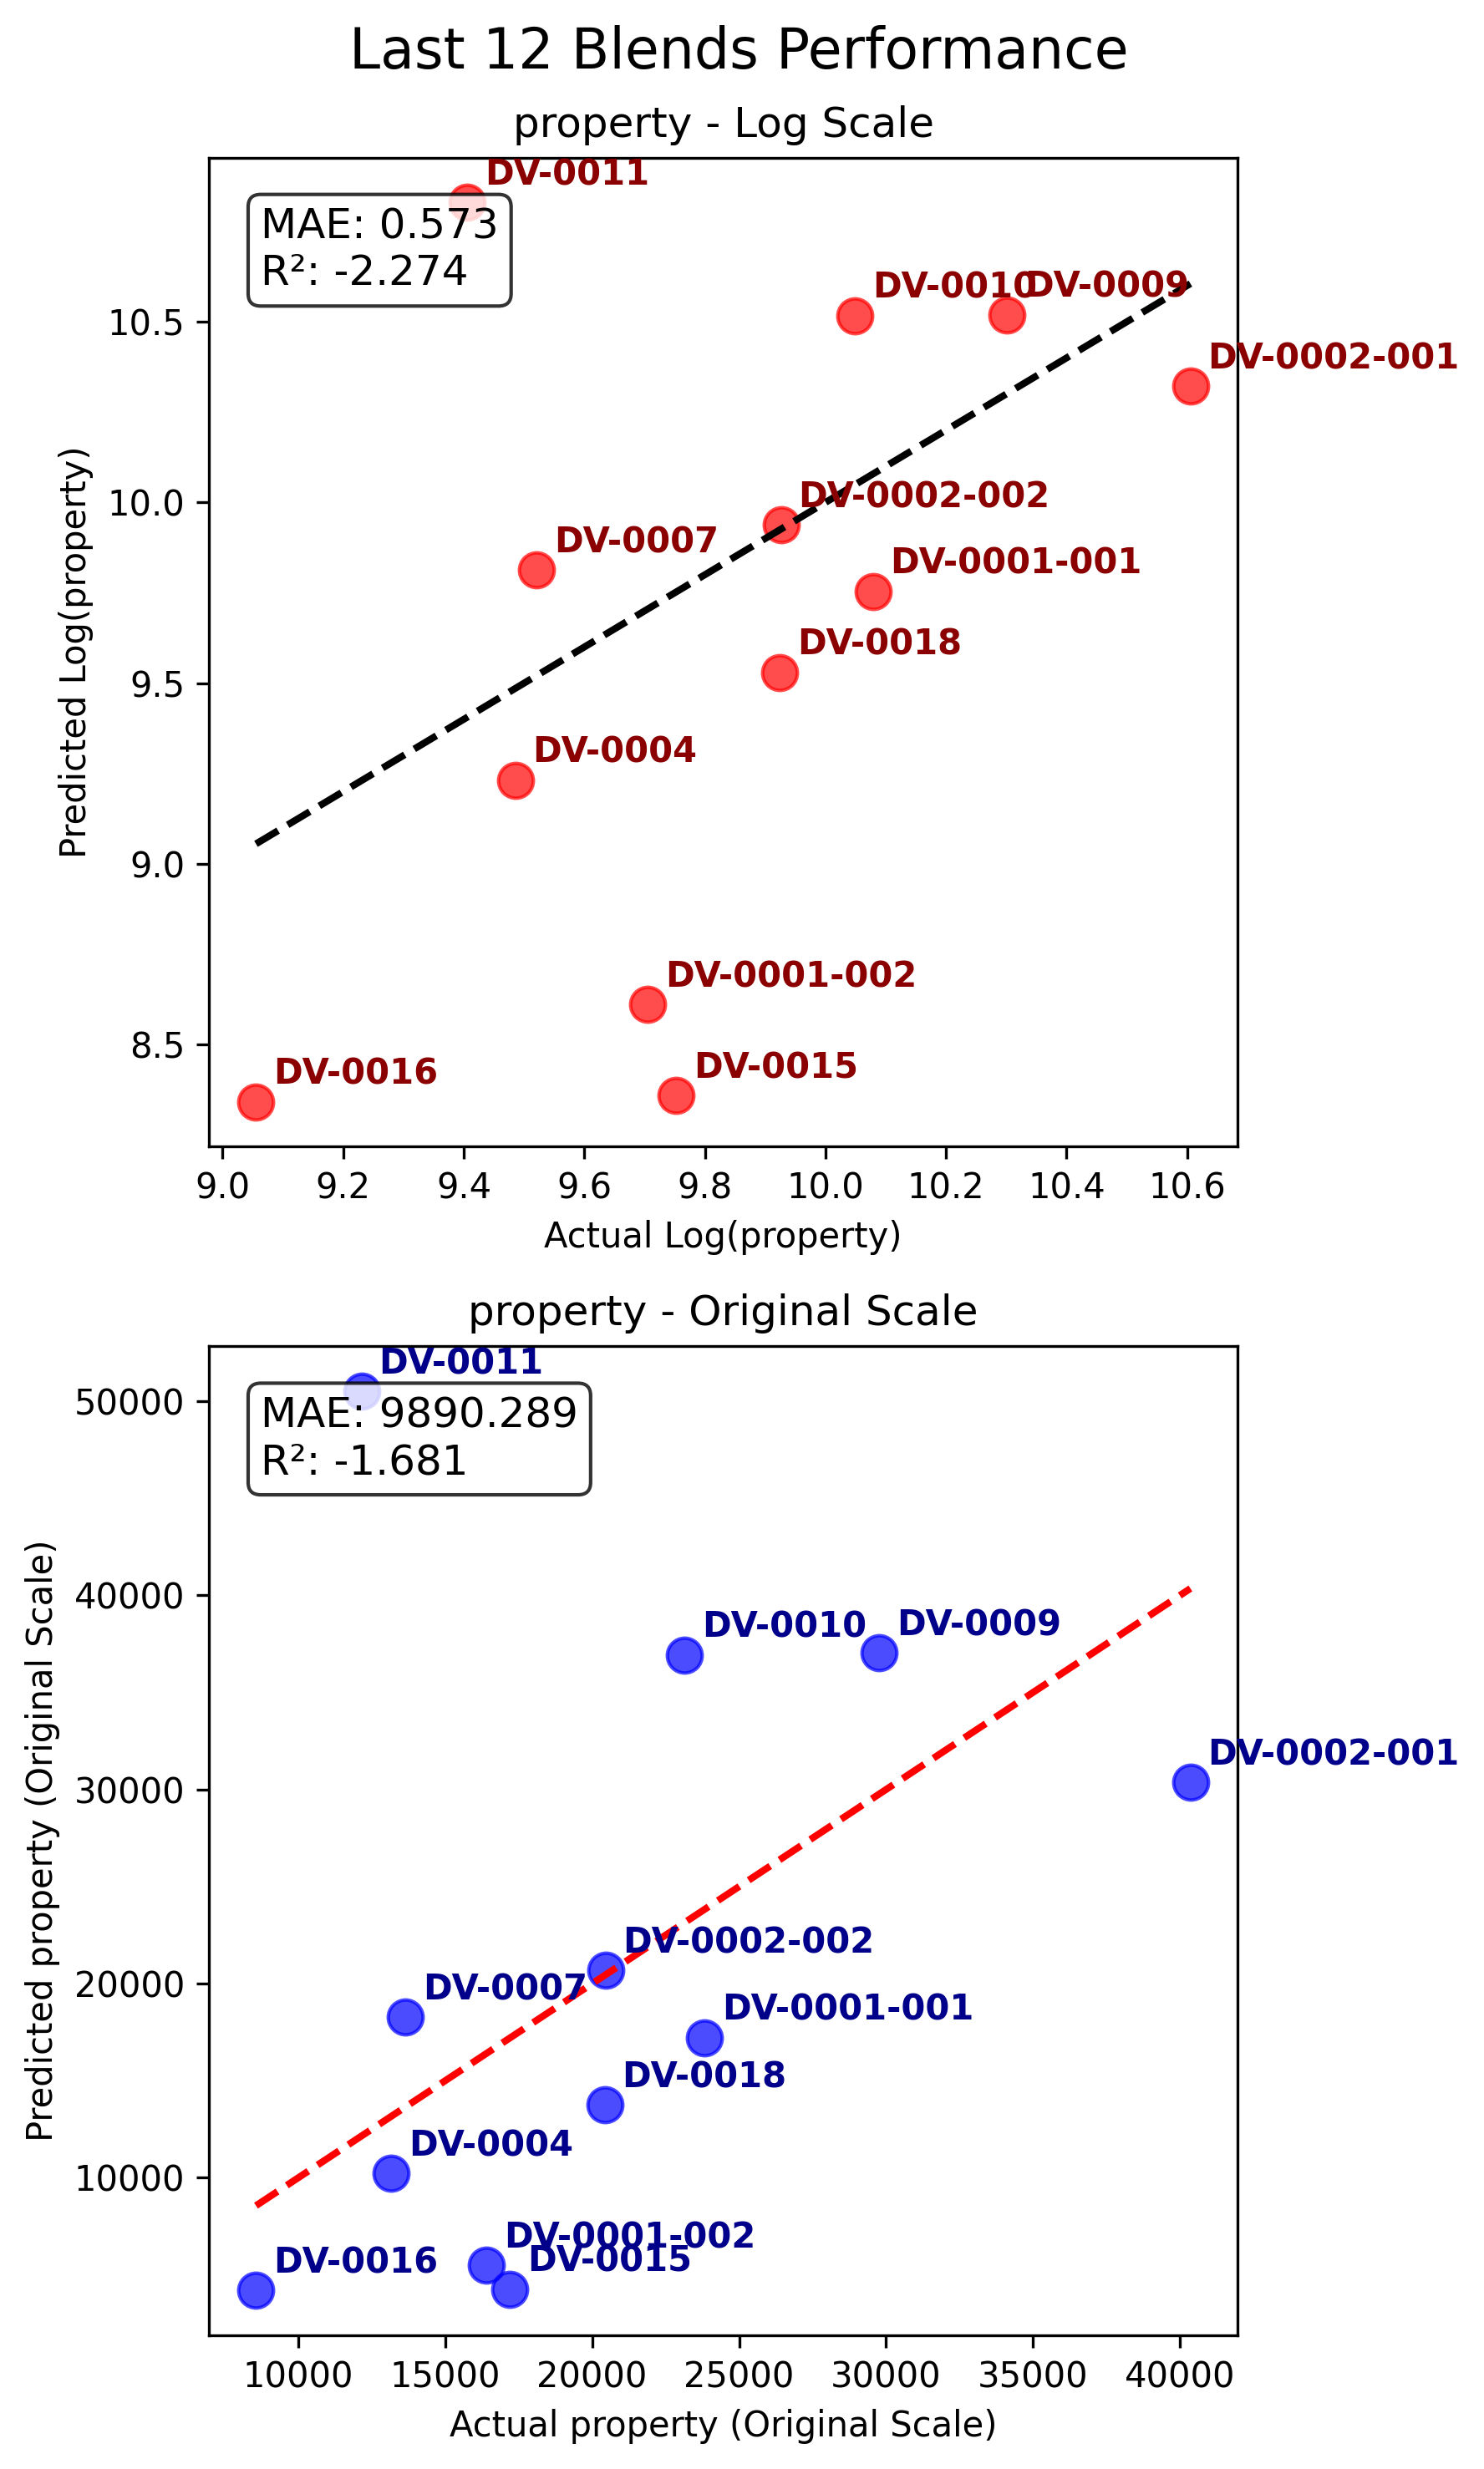 Last 12 Blends Performance
property - Log Scale
DV-0011
MAE: 0.573
R²: -2.274
DV-0010
DV-0009
DV-0002-001
DV-0002-002
DV-0007
DV-0001-001
DV-0018
DV-0004
DV-0001-002
DV-0015
DV-0016
Predicted Log(property)
10.5
10.0
9.5
9.0
8.5
9.0 9.2 9.4 9.6 9.8 10.0 10.2 10.4 10.6
Actual Log(property)
property - Original Scale
DV-0011
MAE: 9890.289
R²: -1.681
DV-0010
DV-0009
DV-0002-001
DV-0002-002
DV-0007
DV-0001-001
DV-0018
DV-0004
DV-0001-002
DV-0015
DV-0016
Predicted property (Original Scale)
50000
40000
30000
20000
10000
10000 15000 20000 25000 30000 35000 40000
Actual property (Original Scale)